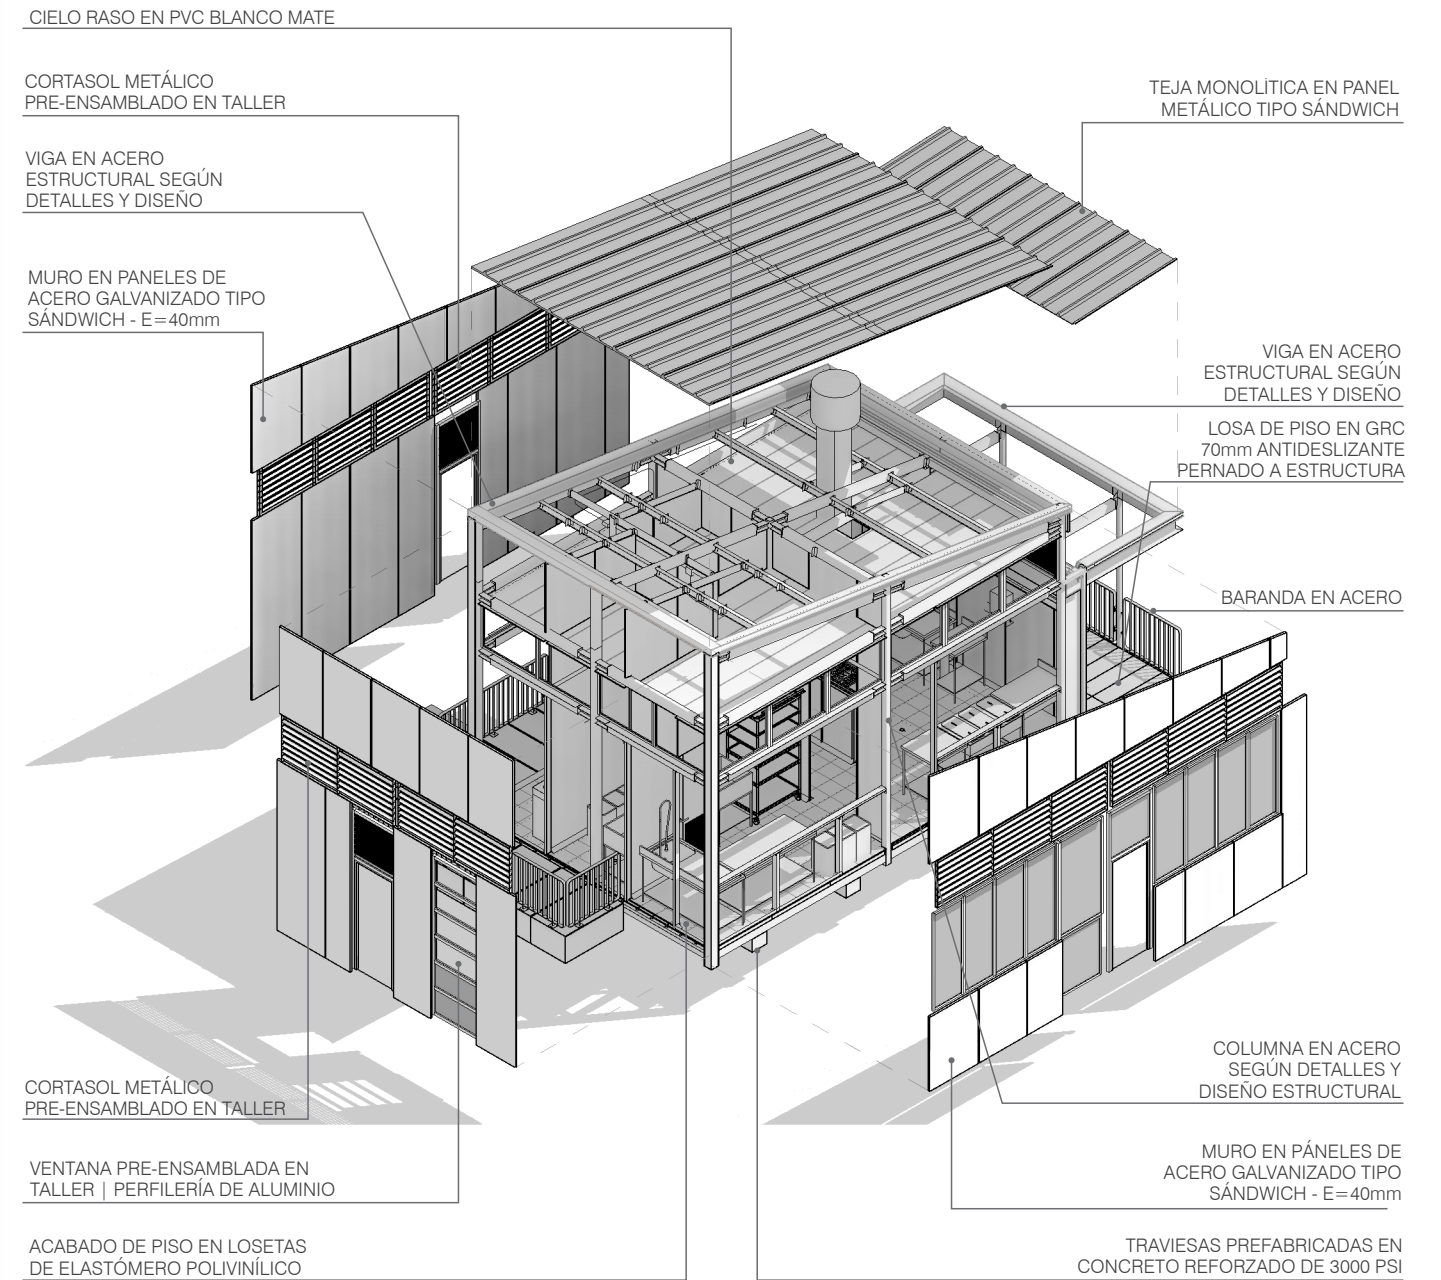 CIELO RASO EN PVC BLANCO MATE
CORTASOL METÁLICO
PRE-ENSAMBLADO EN TALLER
VIGA EN ACERO
ESTRUCTURAL SEGÚN
DETALLES Y DISEÑO
MURO EN PANELES DE
ACERO GALVANIZADO TIPO
SÁNDWICH - E=40mm
TEJA MONOLÍTICA EN PANEL
METÁLICO TIPO SÁNDWICH
VIGA EN ACERO
ESTRUCTURAL SEGÚN
DETALLES Y DISEÑO
LOSA DE PISO EN GRC
70mm ANTIDESLIZANTE
PERNADO A ESTRUCTURA
BARANDA EN ACERO
CORTASOL METÁLICO
PRE-ENSAMBLADO EN TALLER
VENTANA PRE-ENSAMBLADA EN
TALLER | PERFILERÍA DE ALUMINIO
ACABADO DE PISO EN LOSETAS
DE ELASTÓMERO POLIVINÍLICO
COLUMNA EN ACERO
SEGÚN DETALLES Y
DISEÑO ESTRUCTURAL
MURO EN PÁNELES DE
ACERO GALVANIZADO TIPO
SÁNDWICH - E=40mm
TRAVIESAS PREFABRICADAS EN
CONCRETO REFORZADO DE 3000 PSI